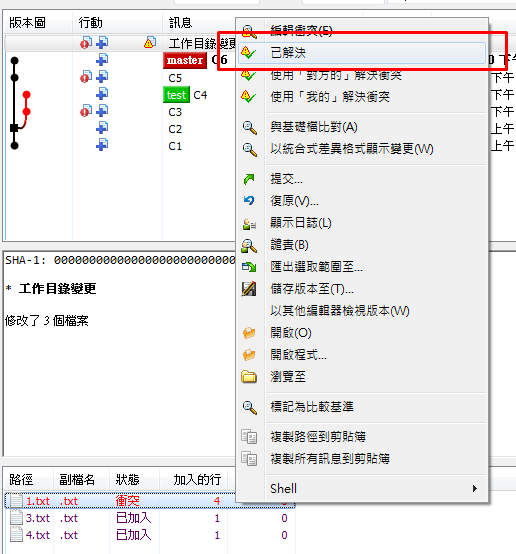 版本圖 行動 訊息
工作目錄變更
master C6
C5
test C4
C3
C2
C1
編輯衝突(E)
已解決
使用「對方的」解決衝突
使用「我的」解決衝突
與基礎檔比對(A)
以統合式差異格式顯示變更(W)
提交...
復原(V)...
顯示日誌(L)
譴責(B)
匯出選取範圍至...
儲存版本至(T)...
以其他編輯器檢視版本(W)
開啟(O)
開啟程式...
瀏覽至
標記為比較基準
複製路徑到剪貼簿
複製所有訊息到剪貼簿
Shell
0 下午
下午
下午
下午
上午
上午
SHA-1: 000000000000000000000000
* 工作目錄變更
修改了 3 個檔案
路徑 副檔名 狀態 加入的行
1.txt .txt 衝突 4
3.txt .txt 已加入 1 0
4.txt .txt 已加入 1 0